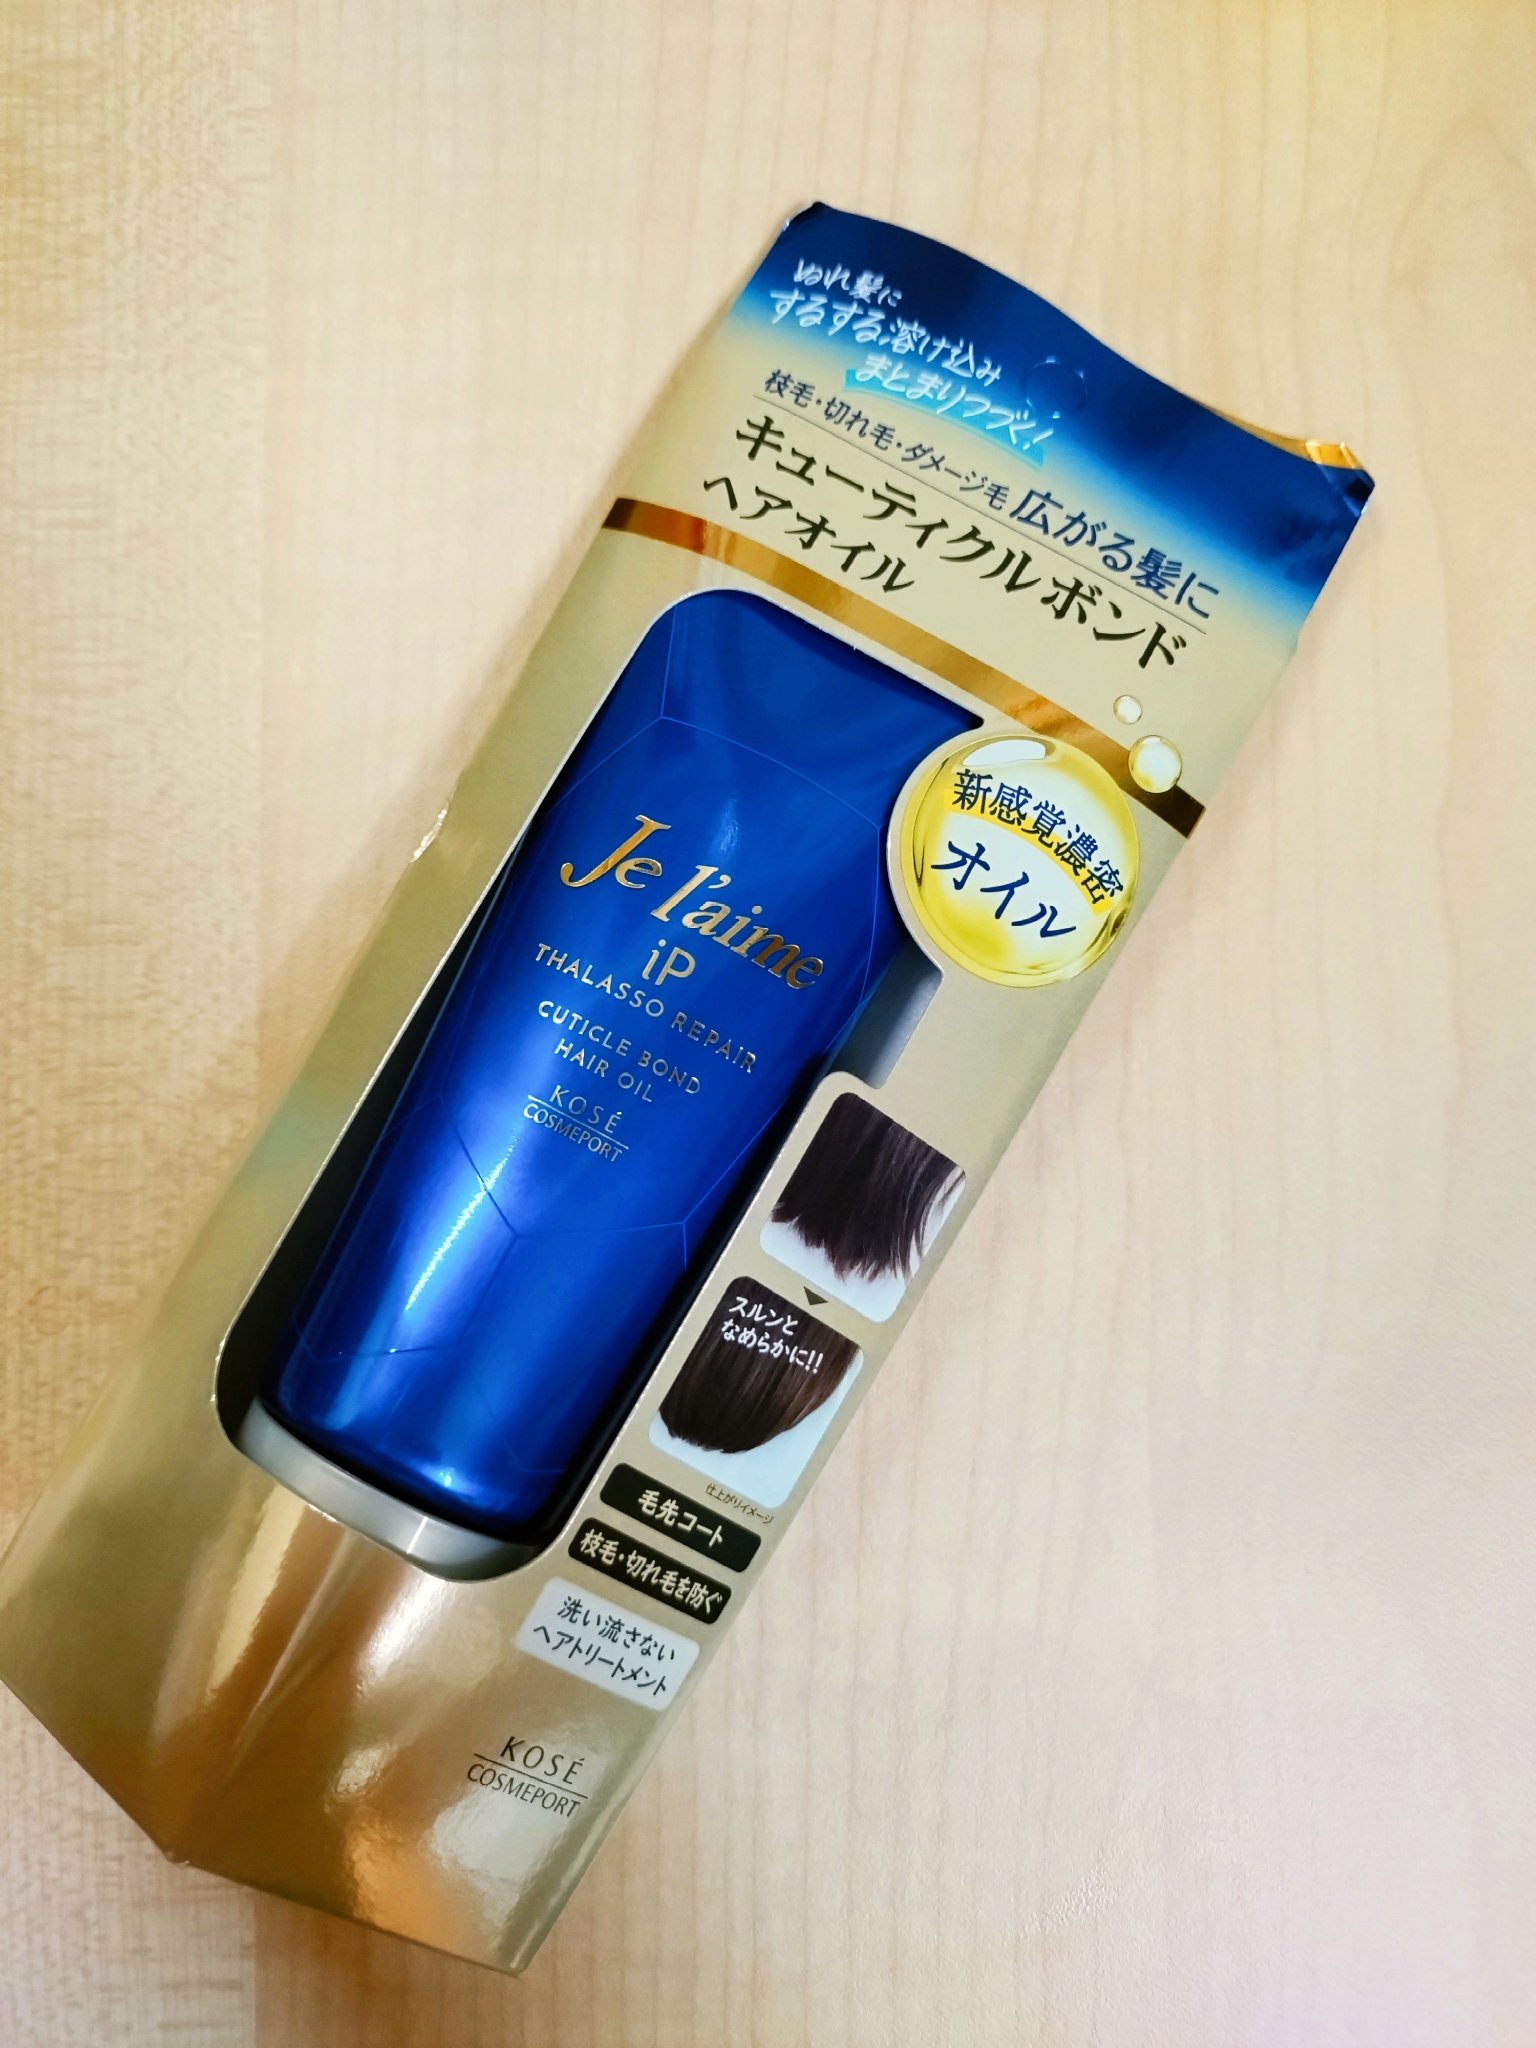 ぬれ髪に
するする溶け込み
まとまりつづく!
枝毛・切れ毛・ダメージ毛 広がる髪に
キューティクルボンド
ヘアオイル
新感覚濃密
オイル
Je l'aime
iP
THALASSO REPAIR
CUTICLE BOND
HAIR OIL
KOSÉ
COSMEPORT
スルンと
なめらかに!!
仕上がりイメージ
毛先コート
枝毛・切れ毛を防ぐ
洗い流さない
ヘアトリートメント
KOSÉ
COSMEPORT